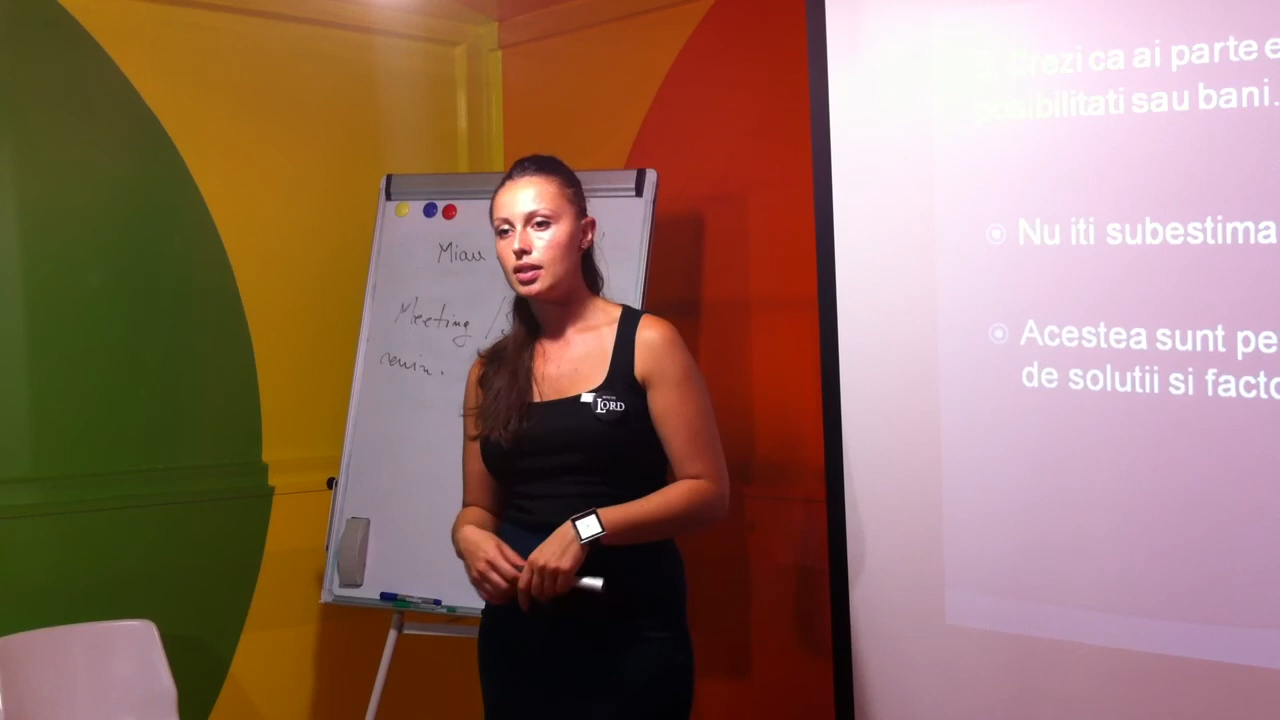 Miau
Meeting
LORD
Crezi ca ai parte e
posibilitati sau bani.
Nu iti subestima
Acestea sunt pe
de solutii si facto